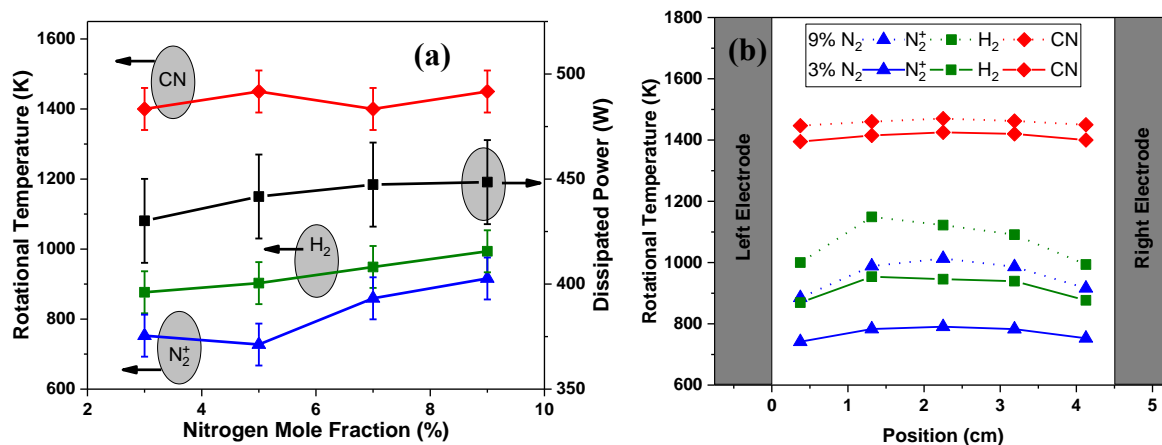 (a)
1600
1400
1200
1000
800
600
Rotational Temperature (K)
CN
H₂
N₂⁺
500
450
400
350
Dissipated Power (W)
2 4 6 8 10
Nitrogen Mole Fraction (%)
(b)
1800
1600
1400
1200
1000
800
600
Rotational Temperature (K)
9% N₂ N₂⁺ H₂ CN
3% N₂ N₂⁺ H₂ CN
Left Electrode
Right Electrode
0 1 2 3 4 5
Position (cm)